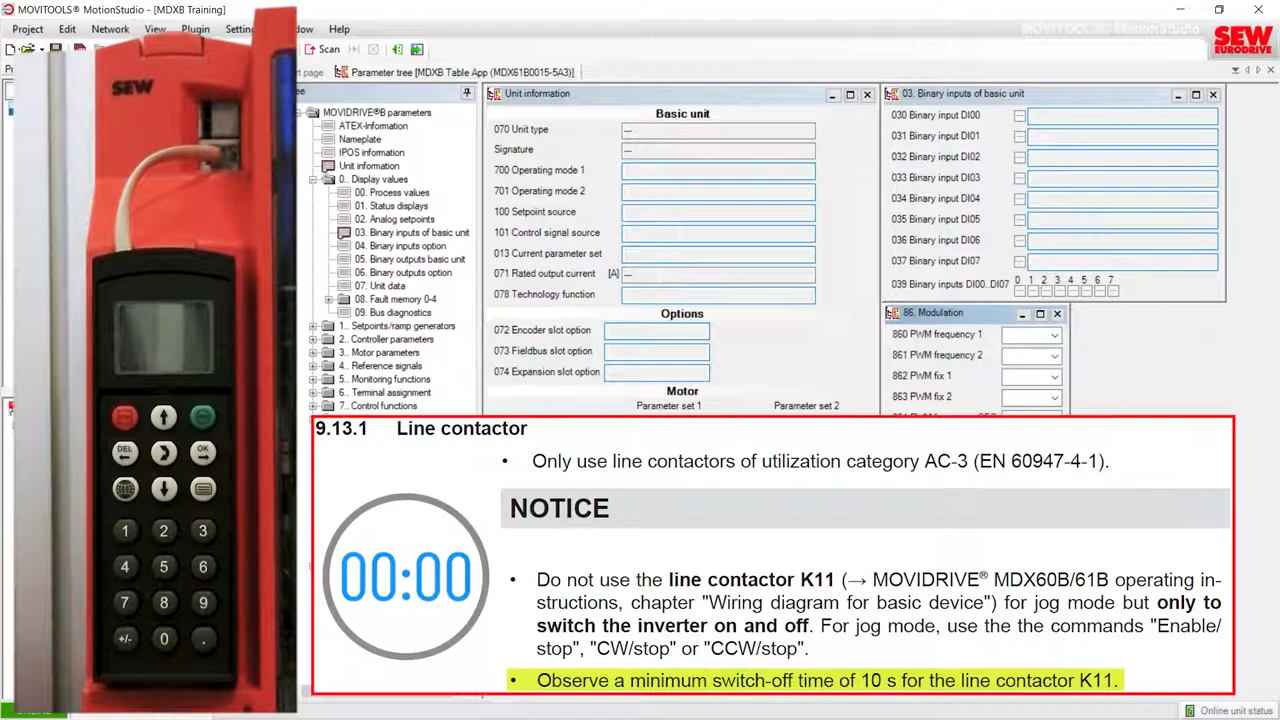 MOVITOOLS® MotionStudio - [MDXB Training]
Project Edit Network View Plugin Help
Scan
Parameter tree [MDXB Table App (MDX61B0015-5A3)]
SEW
EURODRIVE
SEW
MOVIDRIVE®B parameters
ATEX-Information
Nameplate
IPOS information
Unit information
0.. Display values
00. Process values
01. Status displays
02. Analog setpoints
03. Binary inputs of basic unit
04. Binary inputs option
05. Binary outputs basic unit
06. Binary outputs option
07. Unit data
08. Fault memory 0-4
09. Bus diagnostics
1.. Setpoints/ramp generators
2.. Controller parameters
3.. Motor parameters
4.. Reference signals
5.. Monitoring functions
6.. Terminal assignment
7.. Control functions
Unit information
Basic unit
070 Unit type ---
Signature ---
700 Operating mode 1
701 Operating mode 2
100 Setpoint source
101 Control signal source
013 Current parameter set
071 Rated output current [A] ---
078 Technology function
Options
072 Encoder slot option
073 Fieldbus slot option
074 Expansion slot option
Motor
Parameter set 1 Parameter set 2
03. Binary inputs of basic unit
030 Binary input DI00
031 Binary input DI01
032 Binary input DI02
033 Binary input DI03
034 Binary input DI04
035 Binary input DI05
036 Binary input DI06
037 Binary input DI07
0 1 2 3 4 5 6 7
039 Binary inputs DI00..DI07
86. Modulation
860 PWM frequency 1
861 PWM frequency 2
862 PWM fix 1
863 PWM fix 2
DEL OK
1 2 3
4 5 6
7 8 9
+/- 0 .
9.13.1 Line contactor
• Only use line contactors of utilization category AC-3 (EN 60947-4-1).
NOTICE
00:00
• Do not use the line contactor K11 (→ MOVIDRIVE® MDX60B/61B operating in-
structions, chapter "Wiring diagram for basic device") for jog mode but only to
switch the inverter on and off. For jog mode, use the the commands "Enable/
stop", "CW/stop" or "CCW/stop".
• Observe a minimum switch-off time of 10 s for the line contactor K11.
Online unit status